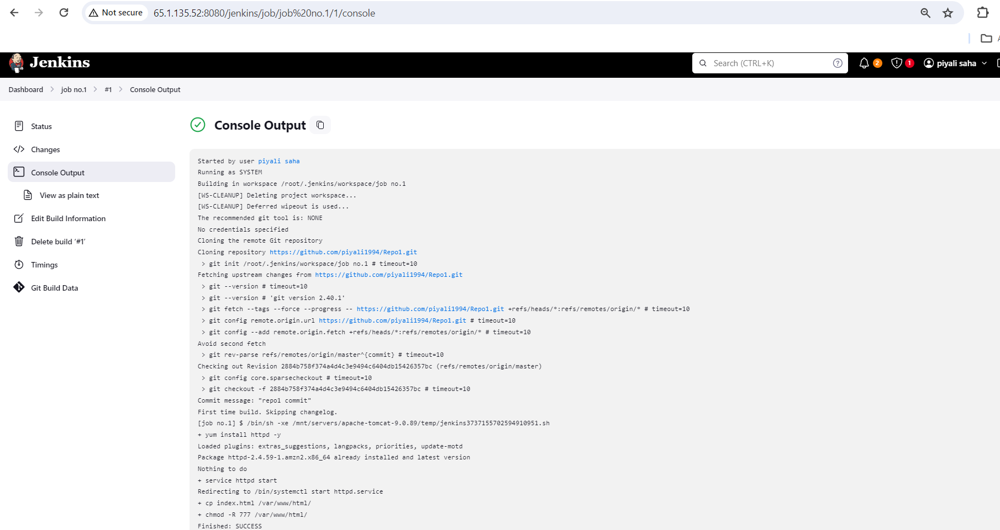 Not secure 65.1.135.52:8080/jenkins/job/job%20no.1/1/console
Jenkins
Search (CTRL+K)
2
1
piyali saha
Dashboard
job no.1
#1
Console Output
Status
Changes
Console Output
View as plain text
Edit Build Information
Delete build ‘#1’
Timings
Git Build Data
Console Output
Started by user piyali saha
Running as SYSTEM
Building in workspace /root/.jenkins/workspace/job no.1
[WS-CLEANUP] Deleting project workspace...
[WS-CLEANUP] Deferred wipeout is used...
The recommended git tool is: NONE
No credentials specified
Cloning the remote Git repository
Cloning repository https://github.com/piyali1994/Repo1.git
> git init /root/.jenkins/workspace/job no.1 # timeout=10
Fetching upstream changes from https://github.com/piyali1994/Repo1.git
> git --version # timeout=10
> git --version # 'git version 2.40.1'
> git fetch --tags --force --progress -- https://github.com/piyali1994/Repo1.git +refs/heads/*:refs/remotes/origin/* # timeout=10
> git config remote.origin.url https://github.com/piyali1994/Repo1.git # timeout=10
> git config --add remote.origin.fetch +refs/heads/*:refs/remotes/origin/* # timeout=10
Avoid second fetch
> git rev-parse refs/remotes/origin/master^{commit} # timeout=10
Checking out Revision 2884b758f374a4d4c3e9494c6404db15426357bc (refs/remotes/origin/master)
> git config core.sparsecheckout # timeout=10
> git checkout -f 2884b758f374a4d4c3e9494c6404db15426357bc # timeout=10
Commit message: "repo1 commit"
First time build. Skipping changelog.
[job no.1] $ /bin/sh -xe /mnt/servers/apache-tomcat-9.0.89/temp/jenkins3737155702594910951.sh
+ yum install httpd -y
Loaded plugins: extras_suggestions, langpacks, priorities, update-motd
Package httpd-2.4.59-1.amzn2.x86_64 already installed and latest version
Nothing to do
+ service httpd start
Redirecting to /bin/systemctl start httpd.service
+ cp index.html /var/www/html/
+ chmod -R 777 /var/www/html/
Finished: SUCCESS